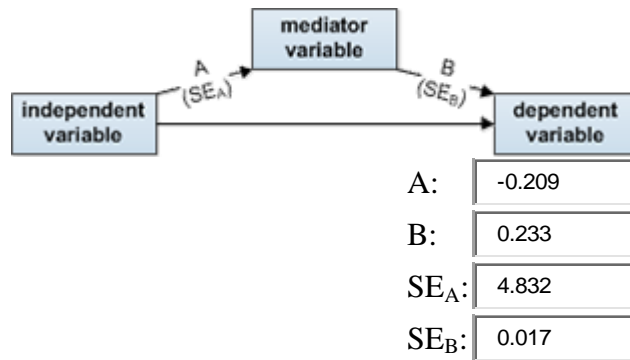 mediator
variable
A
(SEA)
B
(SEB)
independent
variable
dependent
variable
A: -0.209
B: 0.233
SEA: 4.832
SEB: 0.017